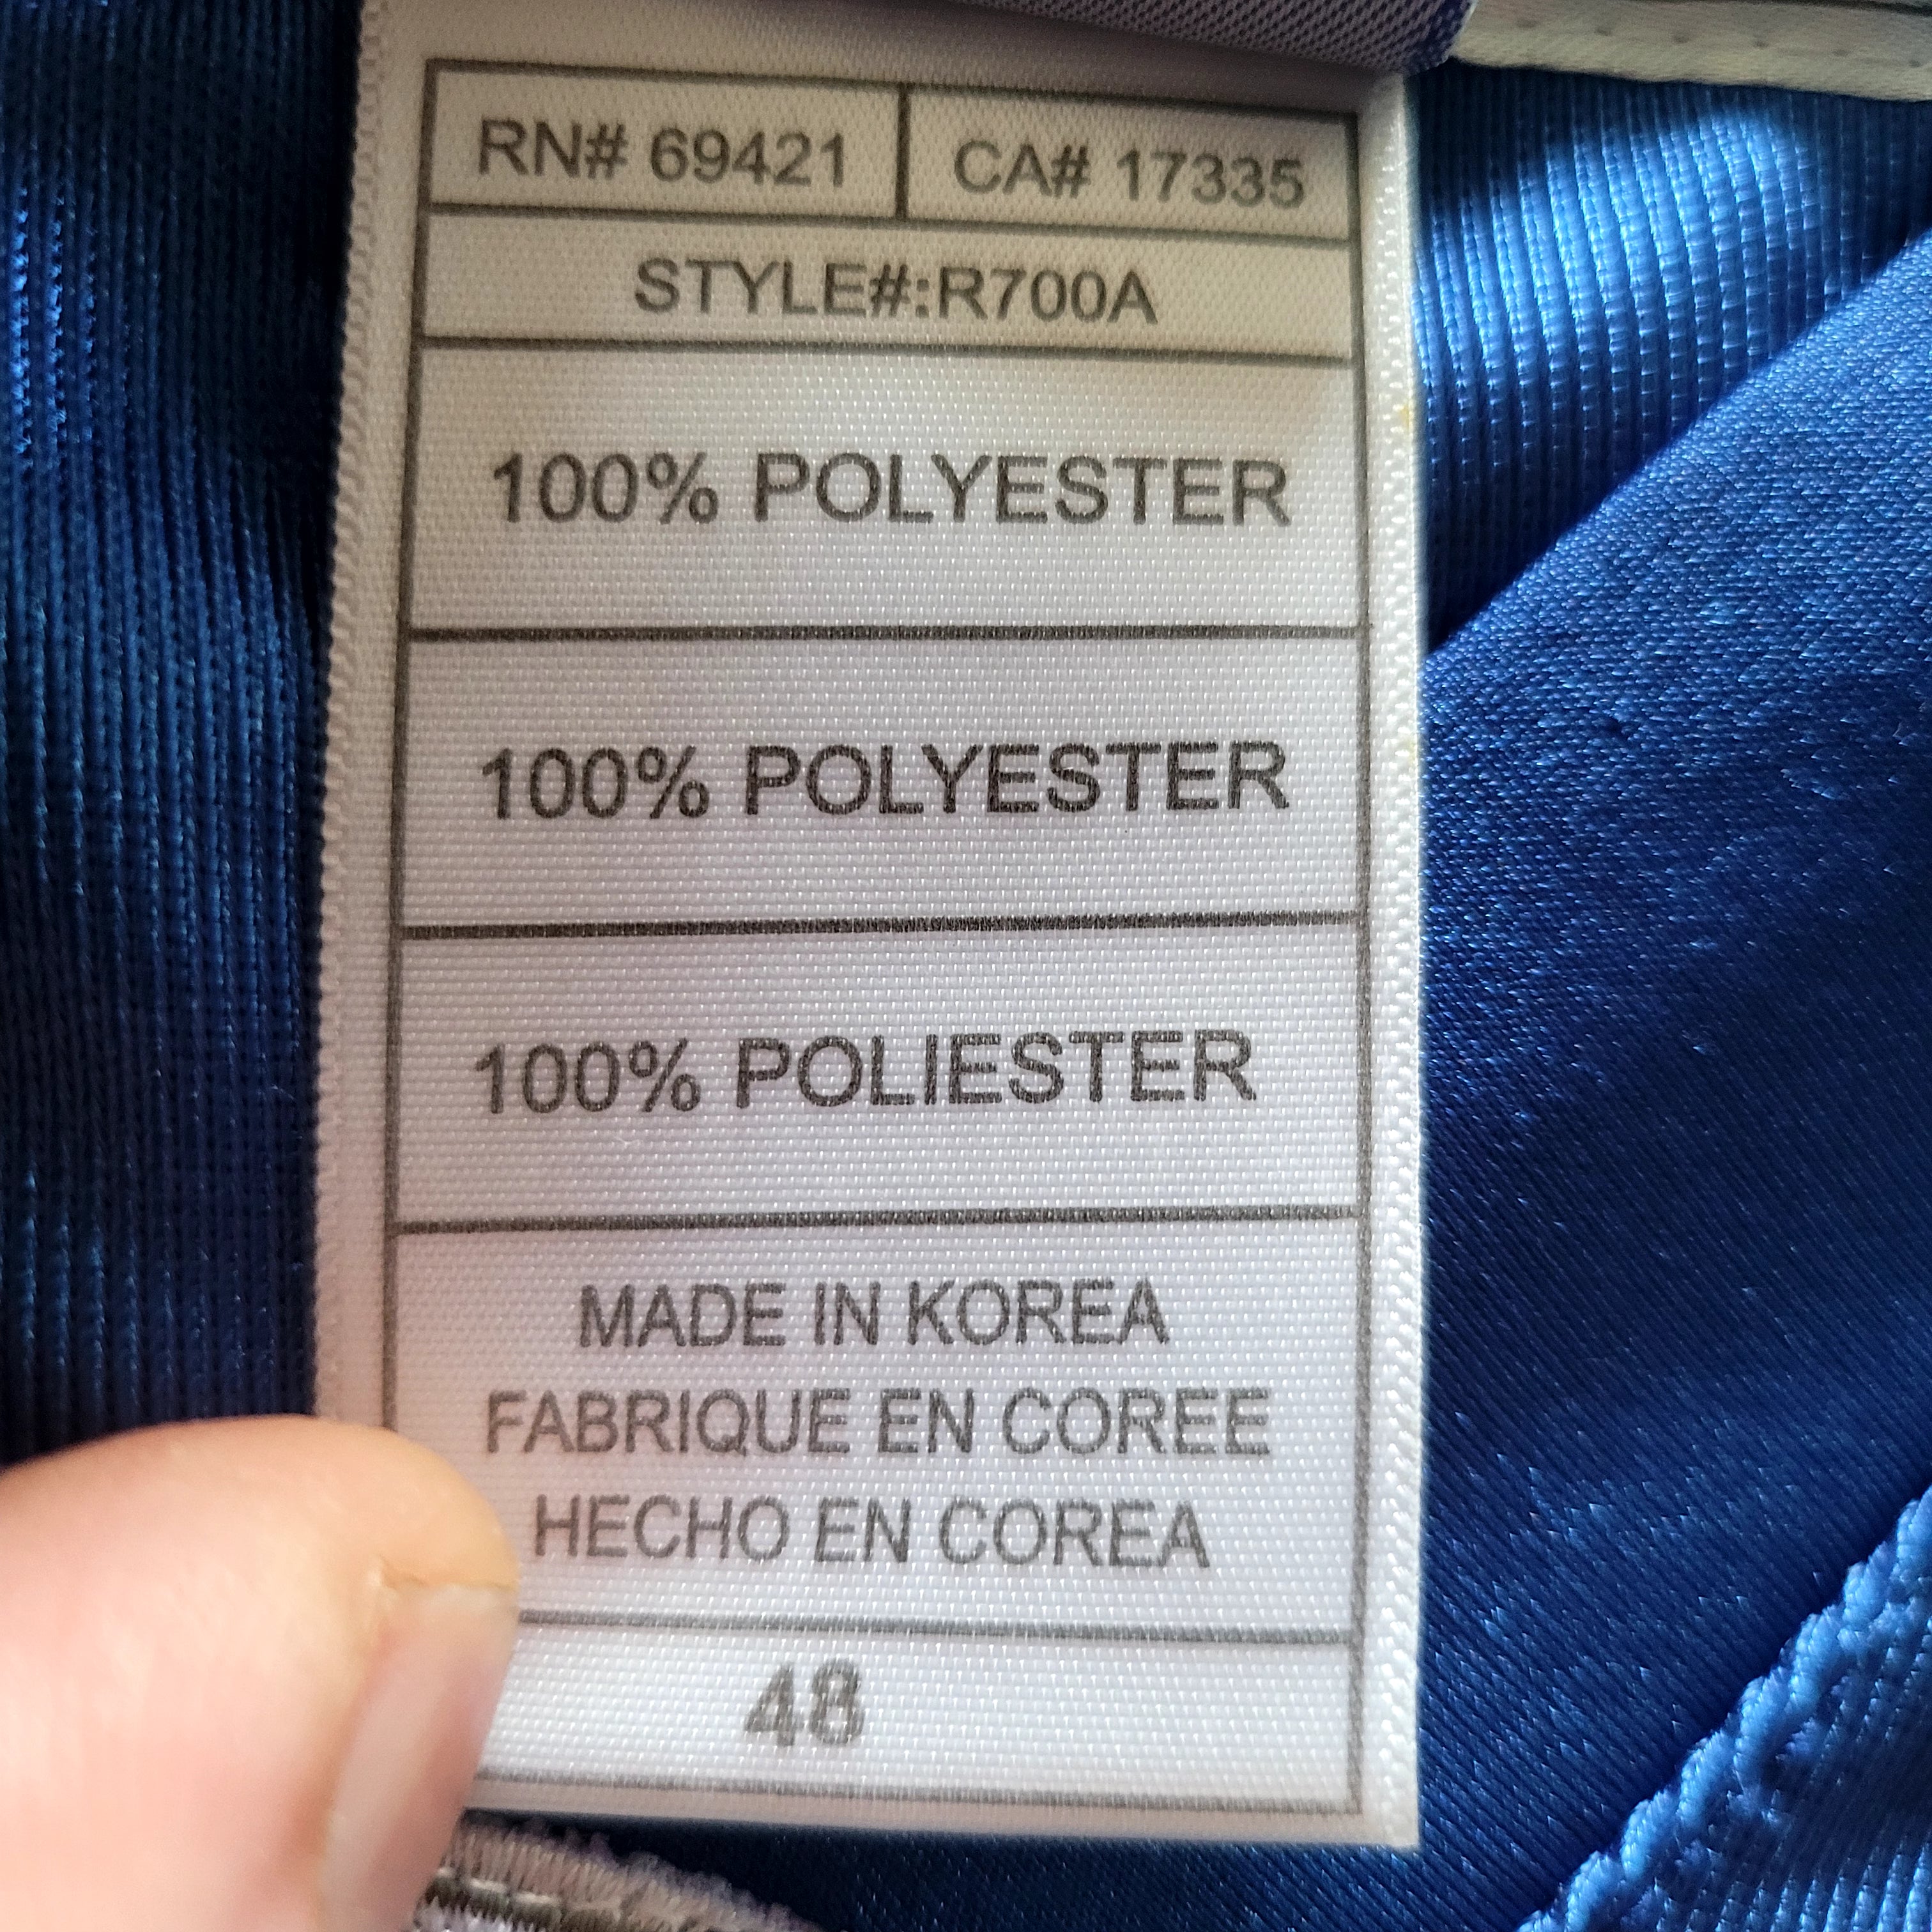 RN# 69421 CA# 17335
STYLE#:R700A
100% POLYESTER
100% POLYESTER
100% POLIESTER
MADE IN KOREA
FABRIQUE EN COREE
HECHO EN COREA
48